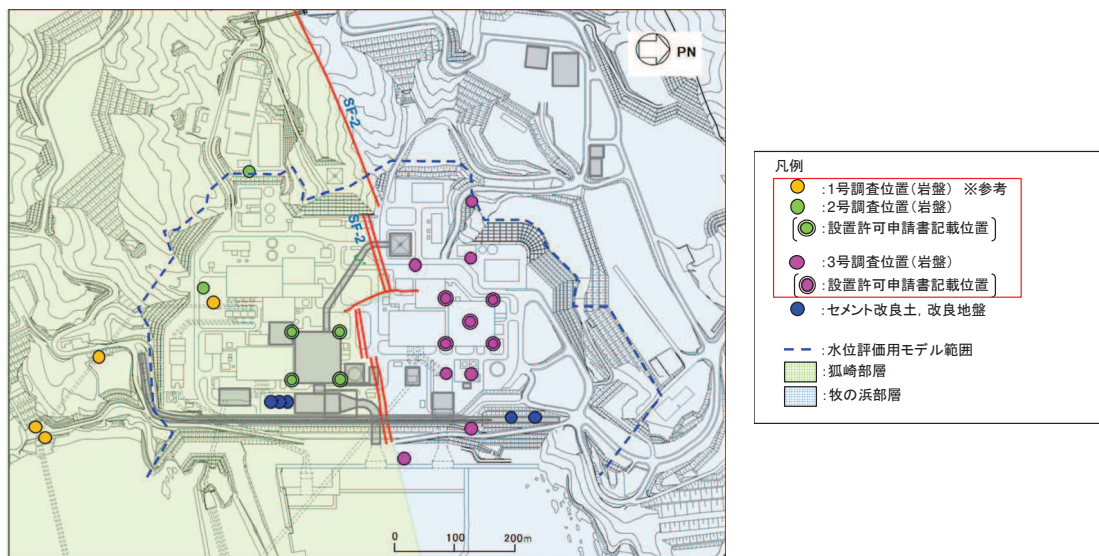 PN
SF-2
SF-2
0 100 200m
凡例
:1号調査位置(岩盤) ※参考
:2号調査位置(岩盤)
:設置許可申請書記載位置
:3号調査位置(岩盤)
:設置許可申請書記載位置
:セメント改良土,改良地盤
:水位評価用モデル範囲
:狐崎部層
:牧の浜部層